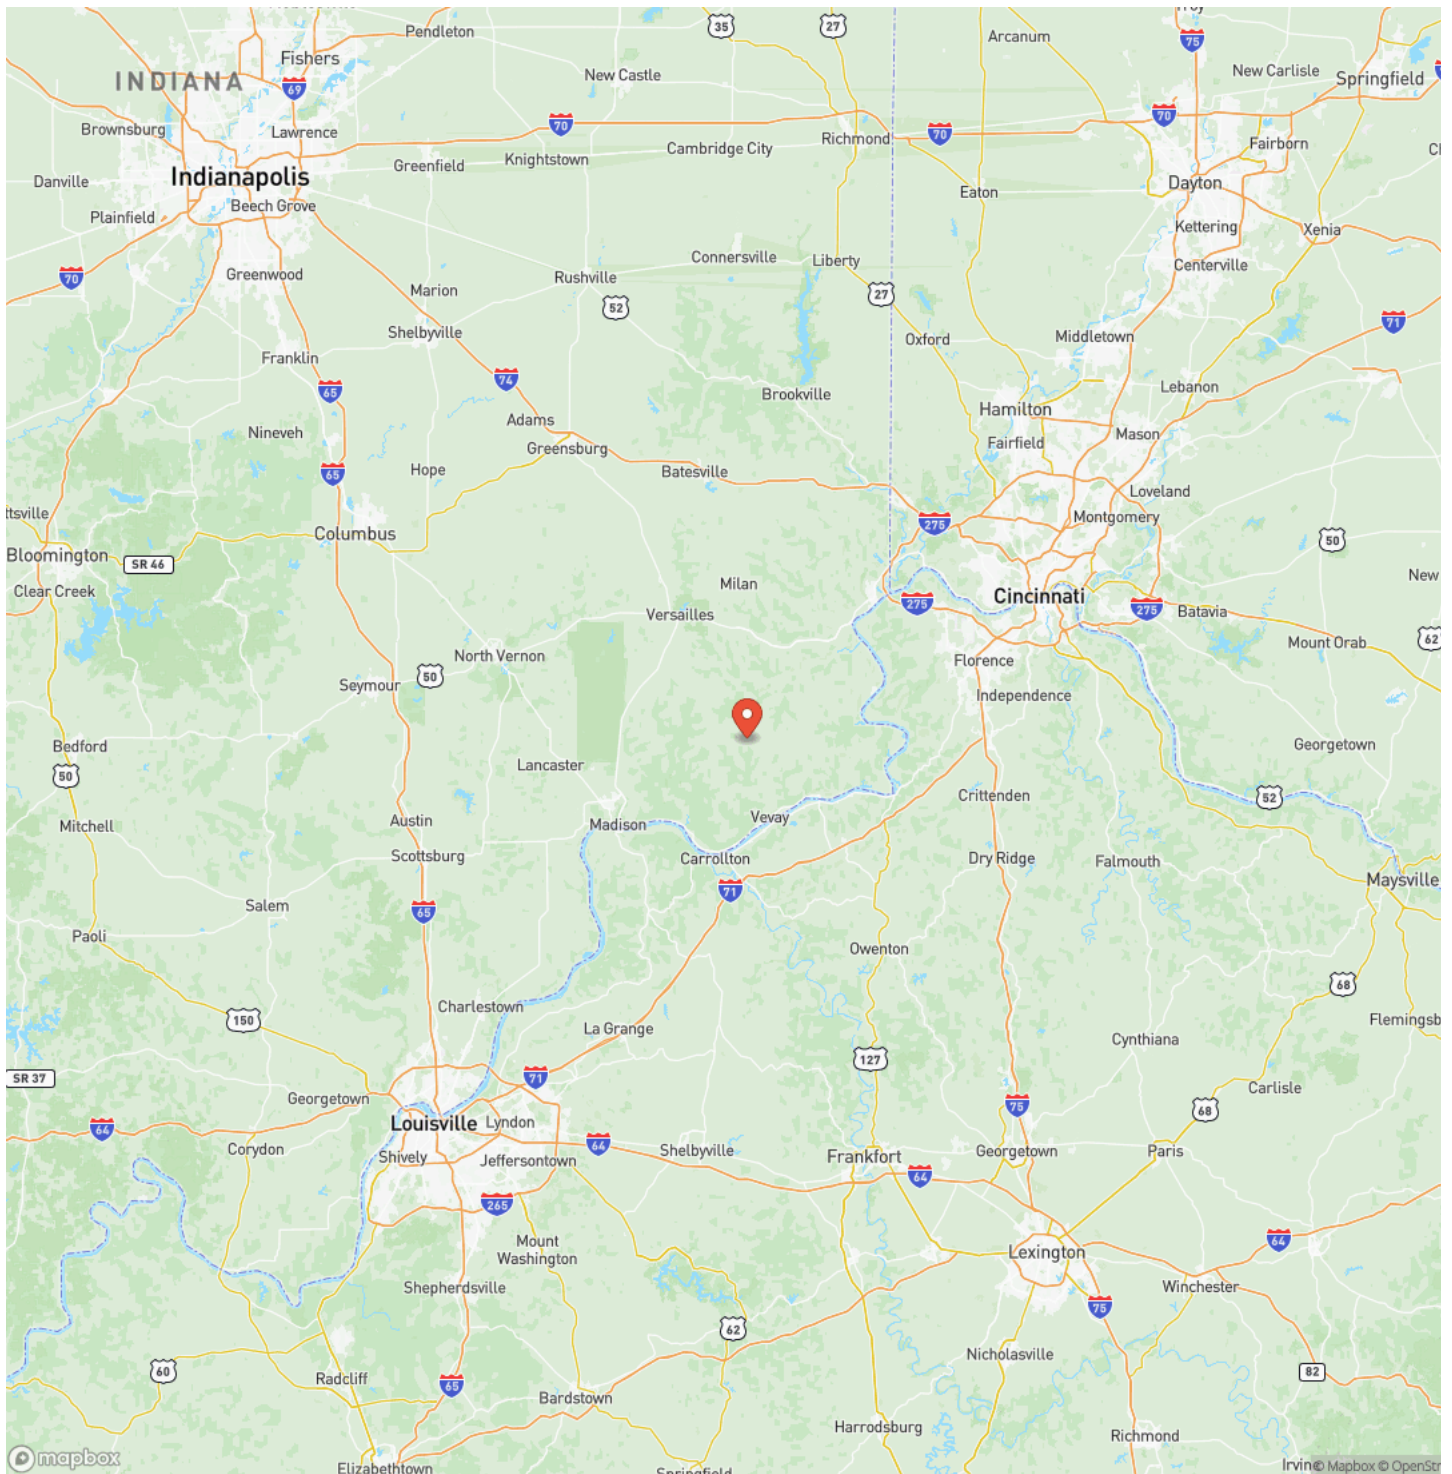 Pendleton
35
27
Arcanum
Troy
75
Fishers
INDIANA
69
New Castle
New Carlisle
Springfield
Brownsburg
Lawrence
70
Richmond
70
70
Fairborn
Greenfield
Knightstown
Cambridge City
Indianapolis
Danville
Eaton
Dayton
Plainfield
Beech Grove
Kettering
Xenia
Connersville
Liberty
Centerville
70
Greenwood
Marion
Rushville
52
27
Shelbyville
71
Franklin
Oxford
Middletown
65
74
Brookville
Lebanon
Adams
Hamilton
Nineveh
Greensburg
Fairfield
Mason
65
Hope
Batesville
Loveland
ttsville
Montgomery
Columbus
275
50
Bloomington
SR 46
Clear Creek
Milan
New
Cincinnati
275
275
Versailles
Batavia
Mount Orab
62
North Vernon
Florence
Seymour
50
Independence
Bedford
50
Lancaster
Georgetown
Crittenden
52
Mitchell
Austin
Madison
Vevay
Scottsburg
Carrollton
Dry Ridge
Falmouth
71
Maysville
Salem
65
Paoli
Owenton
68
Charlestown
150
La Grange
Flemingsb
Cynthiana
127
SR 37
71
Georgetown
Carlisle
75
68
64
Louisville
Lyndon
Corydon
Shively
Jeffersontown
64
Shelbyville
Frankfort
Georgetown
Paris
64
265
Mount
Washington
Lexington
64
Shepherdsville
Winchester
75
62
Nicholasville
60
Radcliff
65
Bardstown
82
Harrodsburg
Richmond
mapbox
Elizabethtown
Springfield
Irvine
© Mapbox © OpenStr